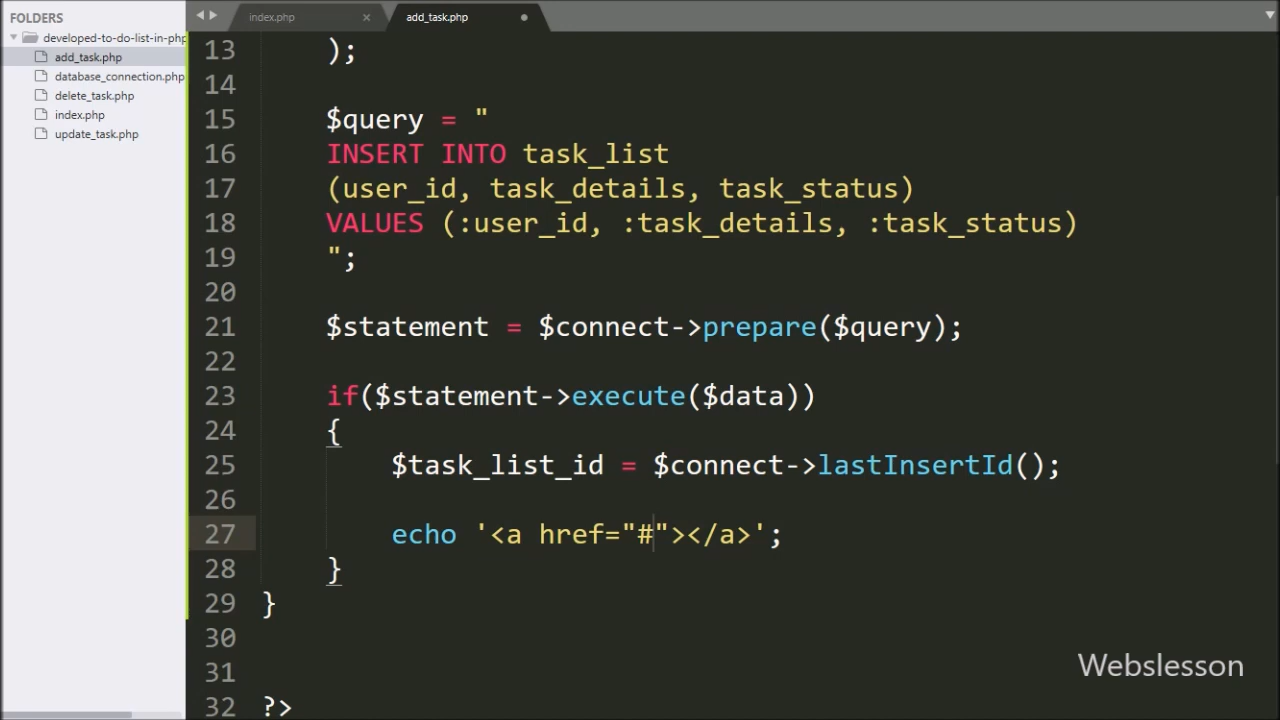 FOLDERS
developed-to-do-list-in-php
add_task.php
database_connection.php
delete_task.php
index.php
update_task.php
index.php ×
add_task.php
13 );
14
15 $query = "
16 INSERT INTO task_list
17 (user_id, task_details, task_status)
18 VALUES (:user_id, :task_details, :task_status)
19 ";
20
21 $statement = $connect->prepare($query);
22
23 if($statement->execute($data))
24 {
25 $task_list_id = $connect->lastInsertId();
26
27 echo '<a href="#"></a>';
28 }
29 }
30
31
32 ?>
Webslesson